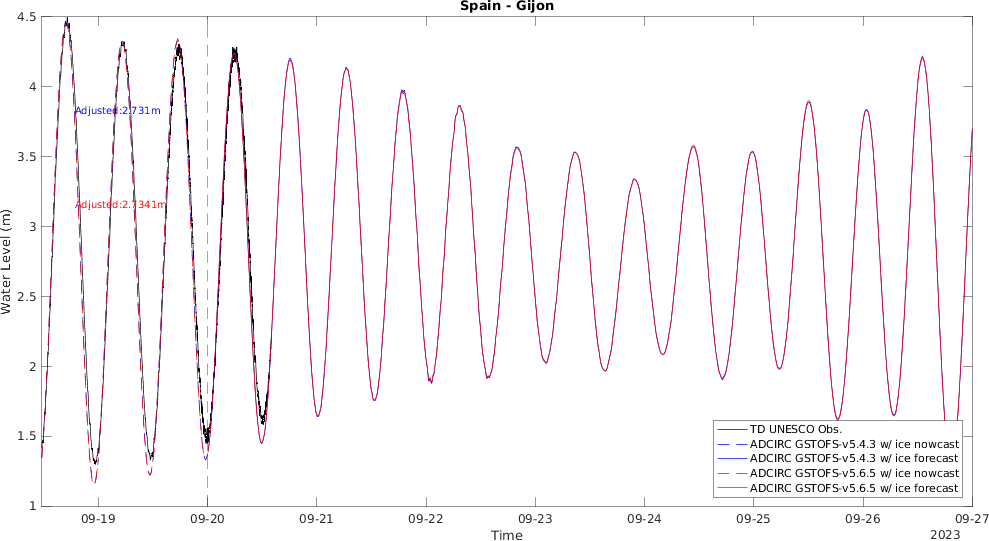 Spain - Gijon
4.5
4
3.5
3
2.5
2
1.5
1
Water Level (m)
Adjusted:2.731m
Adjusted:2.7341m
TD UNESCO Obs.
ADCIRC GSTOFS-v5.4.3 w/ ice nowcast
ADCIRC GSTOFS-v5.4.3 w/ ice forecast
ADCIRC GSTOFS-v5.6.5 w/ ice nowcast
ADCIRC GSTOFS-v5.6.5 w/ ice forecast
09-19 09-20 09-21 09-22 09-23 09-24 09-25 09-26 09-27
Time
2023